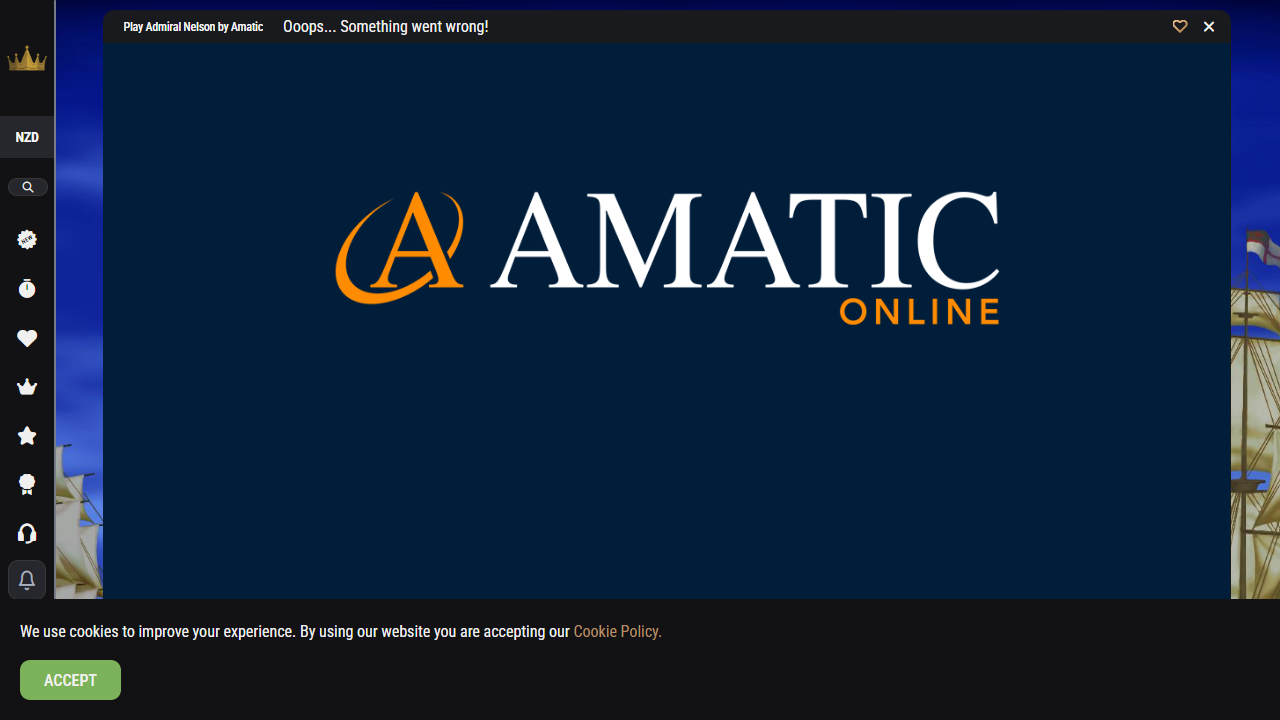 Play Admiral Nelson by Amatic
Ooops... Something went wrong!
NZD
NEW
AMATIC
ONLINE
We use cookies to improve your experience. By using our website you are accepting our Cookie Policy.
ACCEPT